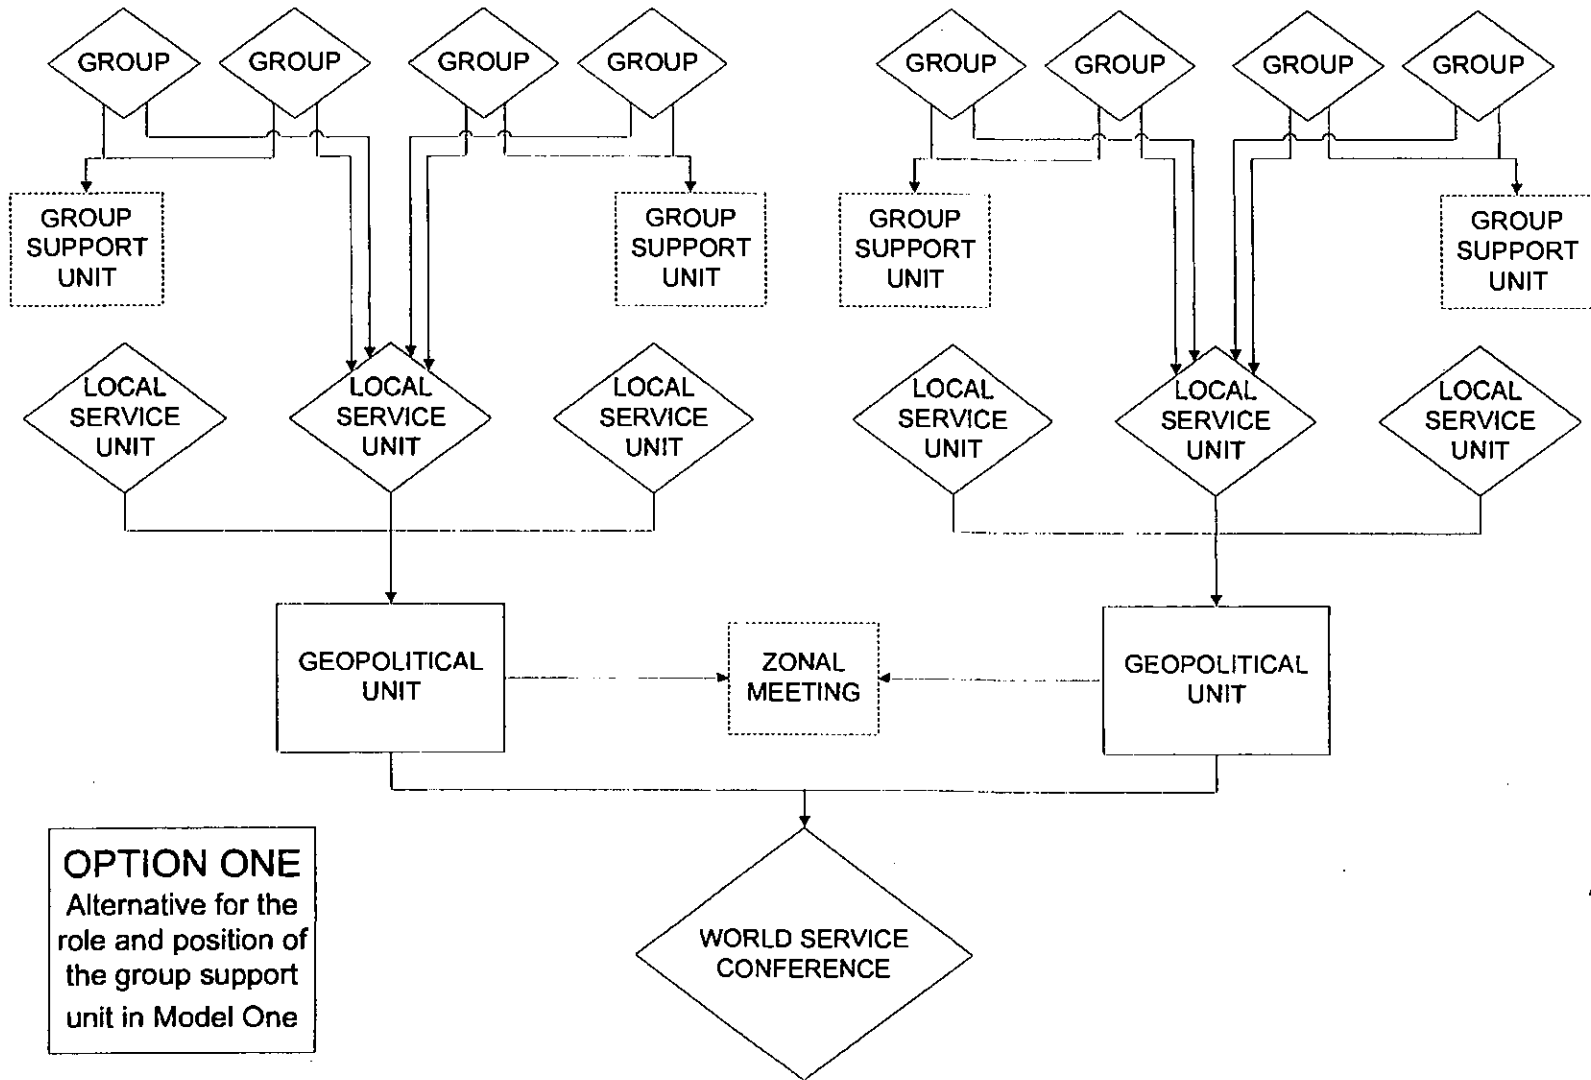 GROUP
GROUP
GROUP
GROUP
GROUP
GROUP
GROUP
GROUP
GROUP
SUPPORT
UNIT
GROUP
SUPPORT
UNIT
GROUP
SUPPORT
UNIT
GROUP
SUPPORT
UNIT
LOCAL
SERVICE
UNIT
LOCAL
SERVICE
UNIT
LOCAL
SERVICE
UNIT
LOCAL
SERVICE
UNIT
LOCAL
SERVICE
UNIT
LOCAL
SERVICE
UNIT
GEOPOLITICAL
UNIT
ZONAL
MEETING
GEOPOLITICAL
UNIT
OPTION ONE
Alternative for the
role and position of
the group support
unit in Model One
WORLD SERVICE
CONFERENCE